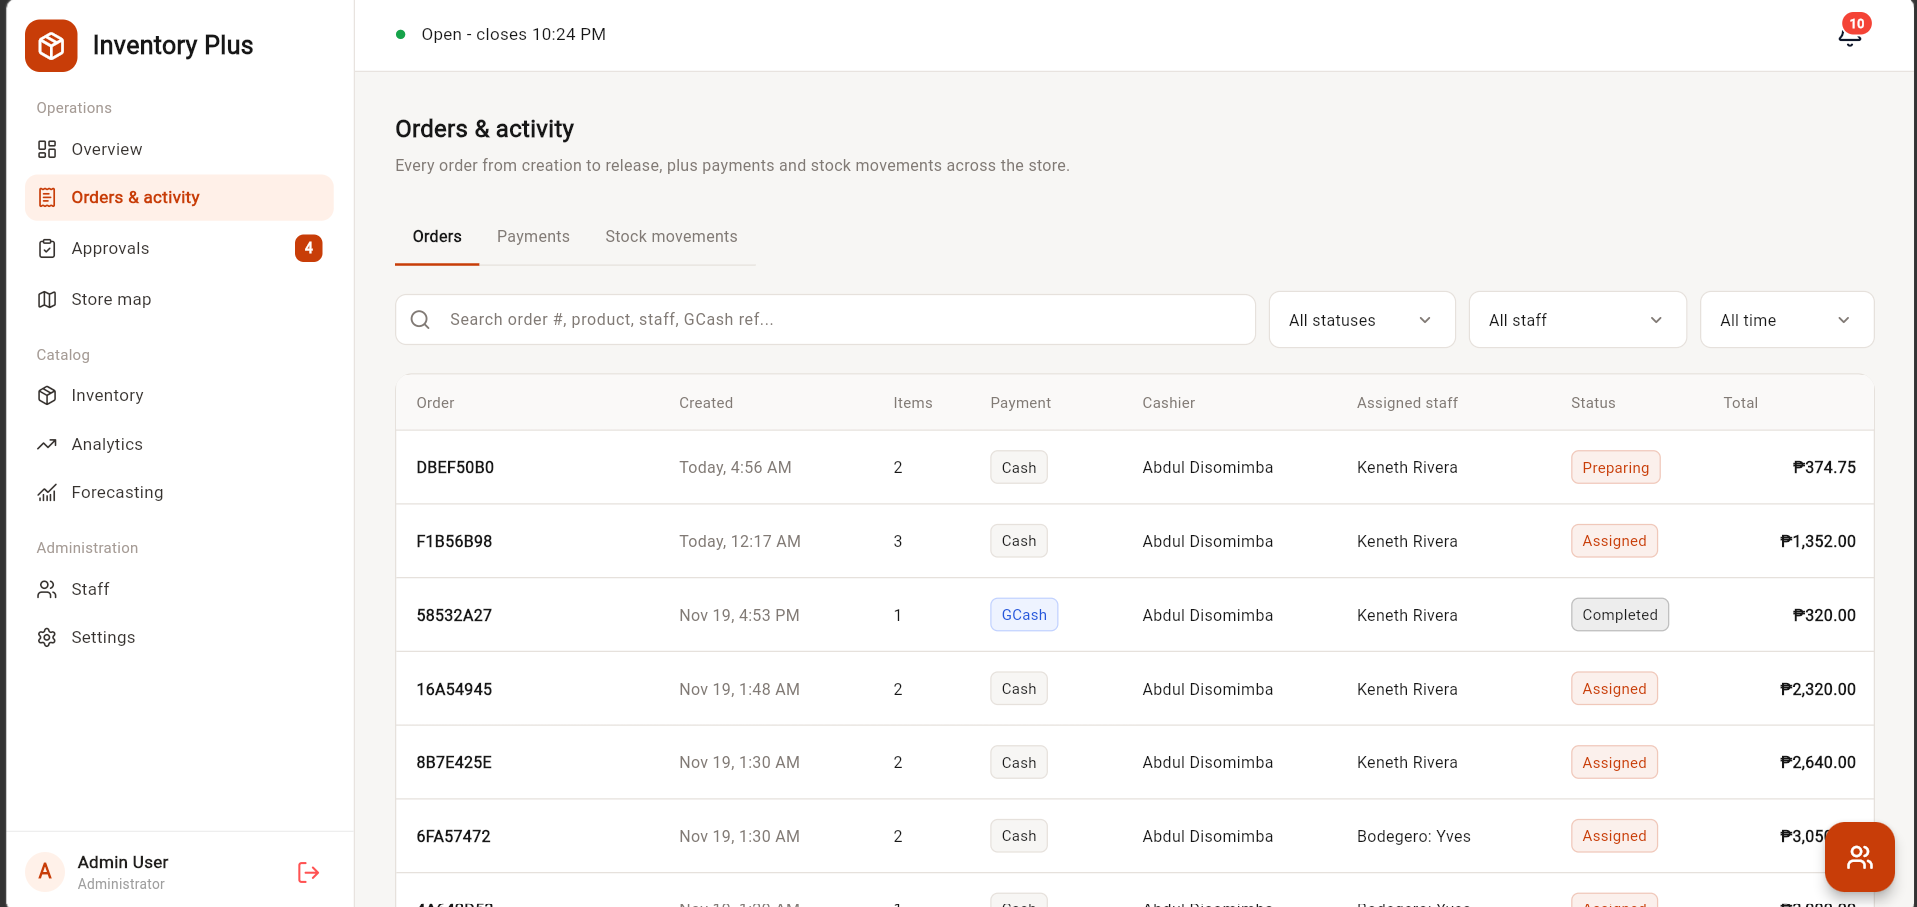 Inventory Plus
Open - closes 10:24 PM
10
Operations
Overview
Orders & activity
Approvals 4
Store map
Catalog
Inventory
Analytics
Forecasting
Administration
Staff
Settings
A
Admin User
Administrator
Orders & activity
Every order from creation to release, plus payments and stock movements across the store.
Orders Payments Stock movements
Search order #, product, staff, GCash ref... All statuses All staff All time
Order Created Items Payment Cashier Assigned staff Status Total
DBEF50B0 Today, 4:56 AM 2 Cash Abdul Disomimba Keneth Rivera Preparing ₱374.75
F1B56B98 Today, 12:17 AM 3 Cash Abdul Disomimba Keneth Rivera Assigned ₱1,352.00
58532A27 Nov 19, 4:53 PM 1 GCash Abdul Disomimba Keneth Rivera Completed ₱320.00
16A54945 Nov 19, 1:48 AM 2 Cash Abdul Disomimba Keneth Rivera Assigned ₱2,320.00
8B7E425E Nov 19, 1:30 AM 2 Cash Abdul Disomimba Keneth Rivera Assigned ₱2,640.00
6FA57472 Nov 19, 1:30 AM 2 Cash Abdul Disomimba Bodegero: Yves Assigned